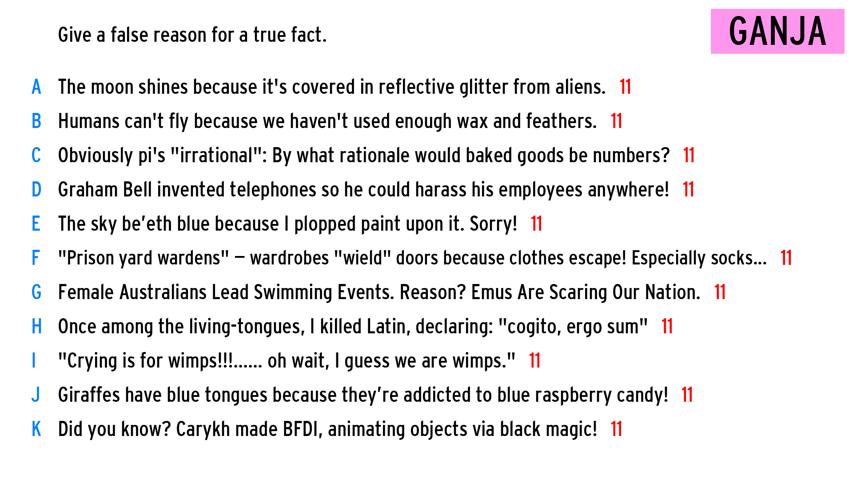 Give a false reason for a true fact.
GANJA
A The moon shines because it's covered in reflective glitter from aliens. 11
B Humans can't fly because we haven't used enough wax and feathers. 11
C Obviously pi's "irrational": By what rationale would baked goods be numbers? 11
D Graham Bell invented telephones so he could harass his employees anywhere! 11
E The sky be’eth blue because I plopped paint upon it. Sorry! 11
F "Prison yard wardens" – wardrobes "wield" doors because clothes escape! Especially socks... 11
G Female Australians Lead Swimming Events. Reason? Emus Are Scaring Our Nation. 11
H Once among the living-tongues, I killed Latin, declaring: "cogito, ergo sum" 11
I "Crying is for wimps!!!...... oh wait, I guess we are wimps." 11
J Giraffes have blue tongues because they’re addicted to blue raspberry candy! 11
K Did you know? Carykh made BFDI, animating objects via black magic! 11